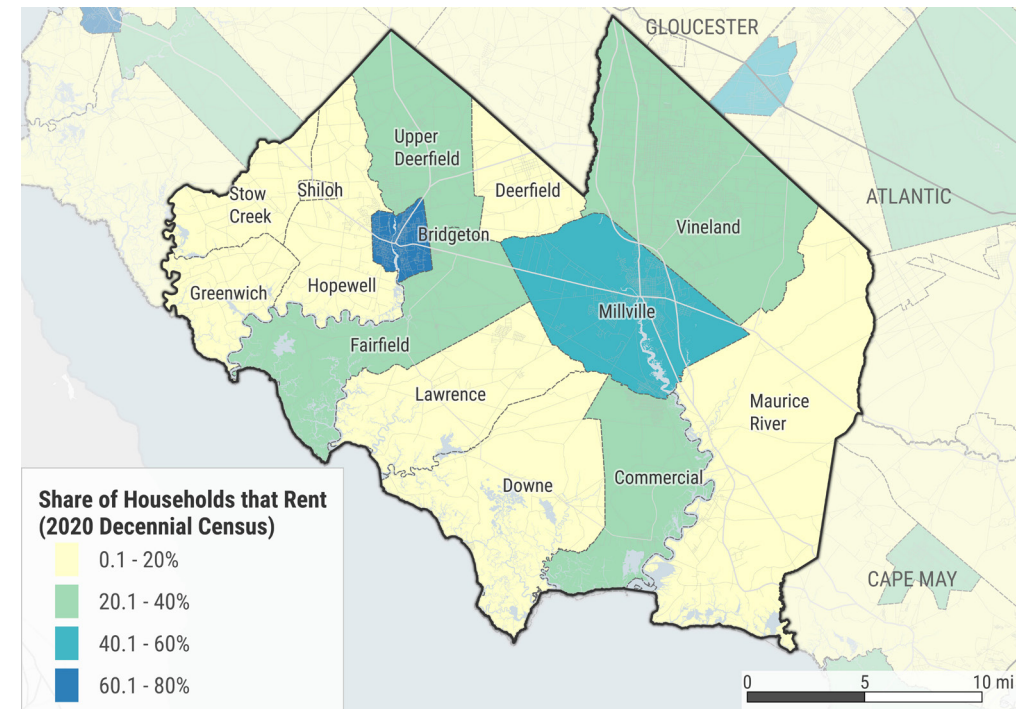 GLOUCESTER
Upper
Deerfield
Deerfield
Stow
Creek
Shiloh
ATLANTIC
Vineland
Bridgeton
Hopewell
Greenwich
Millville
Fairfield
Lawrence
Maurice
River
Commercial
Downe
CAPE MAY
Share of Households that Rent
(2020 Decennial Census)
0.1 - 20%
20.1 - 40%
40.1 - 60%
60.1 - 80%
0 5 10 mi